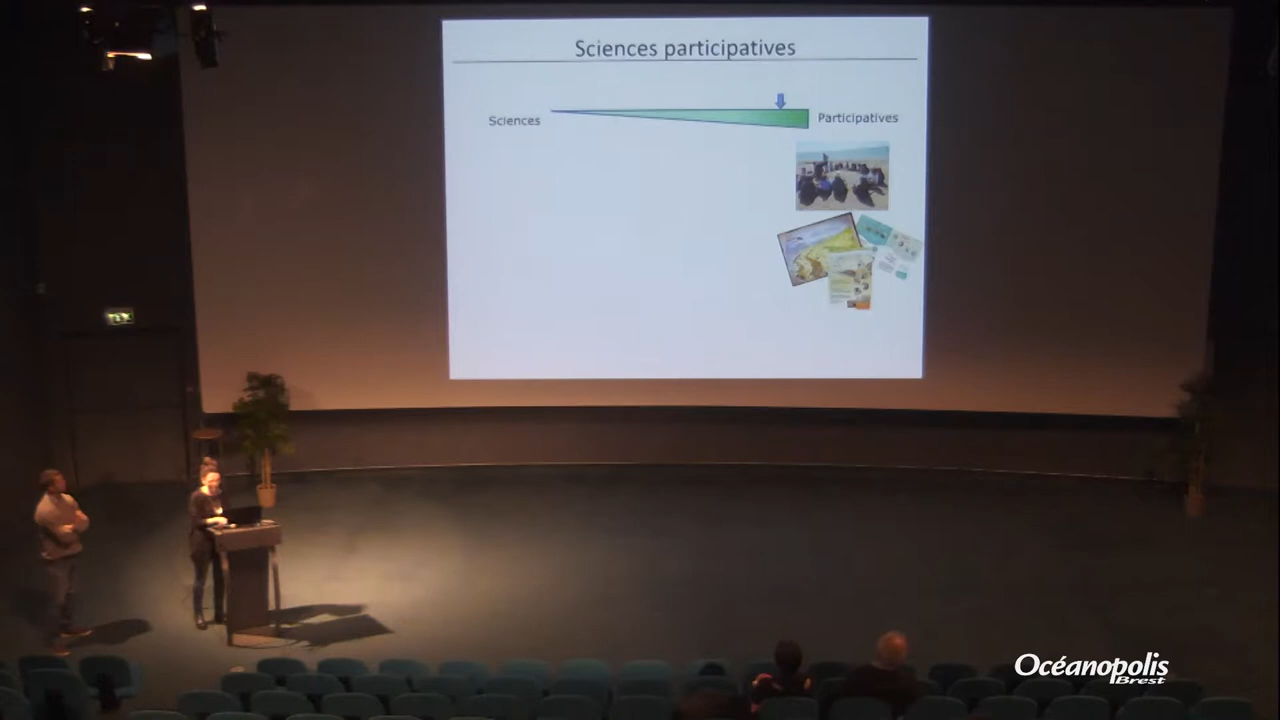 Sciences participatives
Sciences
Participatives
Océanopolis
Brest